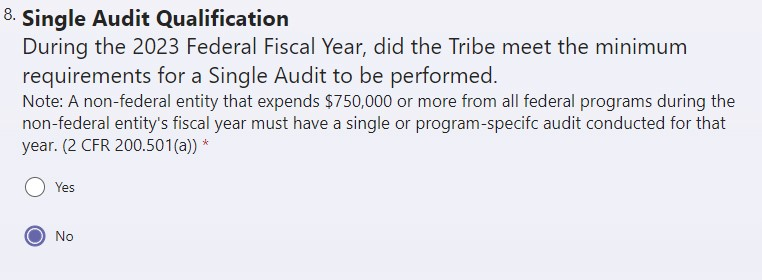 8. Single Audit Qualification
During the 2023 Federal Fiscal Year, did the Tribe meet the minimum
requirements for a Single Audit to be performed.
Note: A non-federal entity that expends $750,000 or more from all federal programs during the
non-federal entity's fiscal year must have a single or program-specifc audit conducted for that
year. (2 CFR 200.501(a)) *
Yes
No